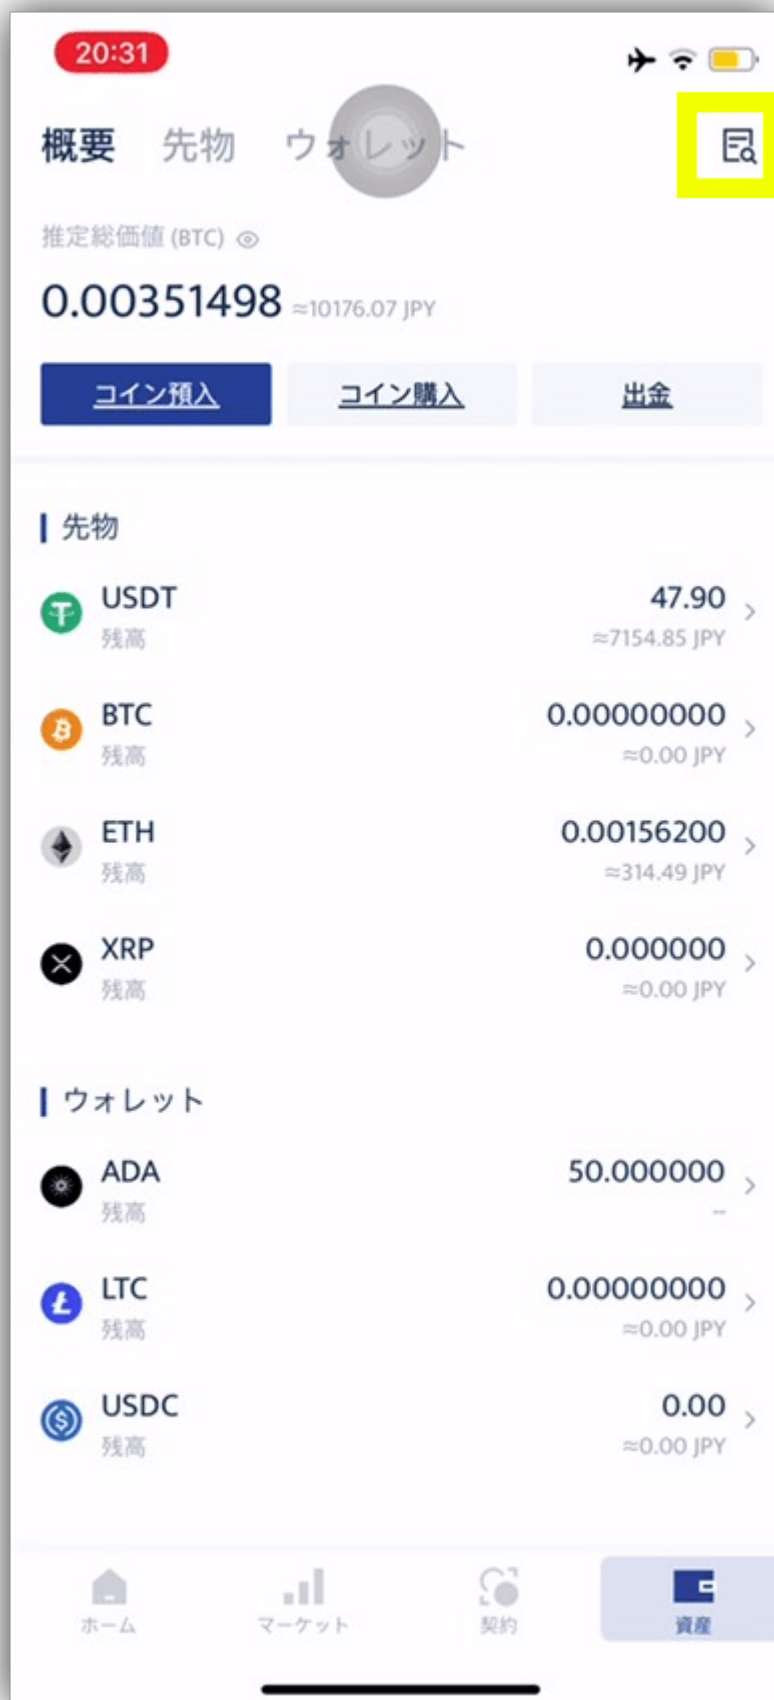 20:31
概要 先物 ウォレット
推定総価値 (BTC)
0.00351498 ≈10176.07 JPY
コイン預入 コイン購入 出金
先物
USDT 47.90
残高 ≈7154.85 JPY
BTC 0.00000000
残高 ≈0.00 JPY
ETH 0.00156200
残高 ≈314.49 JPY
XRP 0.000000
残高 ≈0.00 JPY
ウォレット
ADA 50.000000
残高 --
LTC 0.00000000
残高 ≈0.00 JPY
USDC 0.00
残高 ≈0.00 JPY
ホーム マーケット 契約 資産